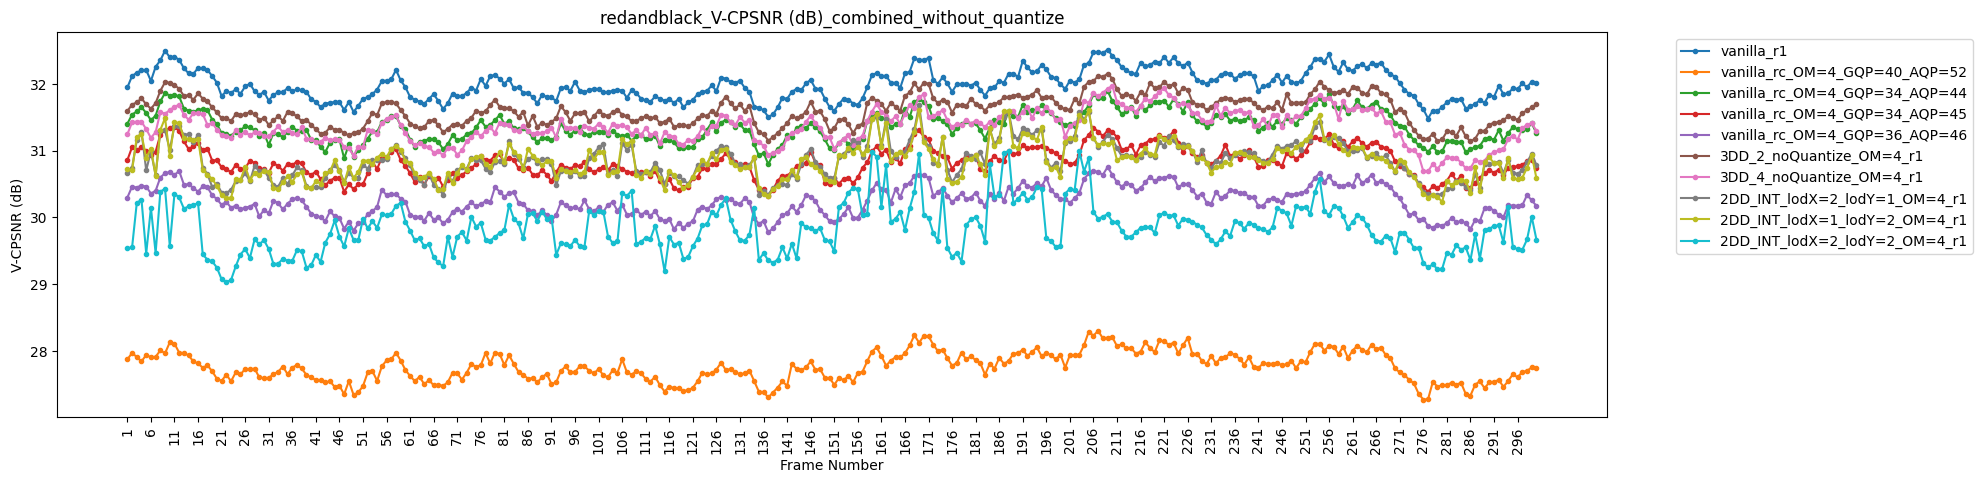 redandblack_V-CPSNR (dB)_combined_without_quantize
V-CPSNR (dB)
32
31
30
29
28
1 6 11 16 21 26 31 36 41 46 51 56 61 66 71 76 81 86 91 96 101 106 111 116 121 126 131 136 141 146 151 156 161 166 171 176 181 186 191 196 201 206 211 216 221 226 231 236 241 246 251 256 261 266 271 276 281 286 291 296
Frame Number
vanilla_r1
vanilla_rc_OM=4_GQP=40_AQP=52
vanilla_rc_OM=4_GQP=34_AQP=44
vanilla_rc_OM=4_GQP=34_AQP=45
vanilla_rc_OM=4_GQP=36_AQP=46
3DD_2_noQuantize_OM=4_r1
3DD_4_noQuantize_OM=4_r1
2DD_INT_lodX=2_lodY=1_OM=4_r1
2DD_INT_lodX=1_lodY=2_OM=4_r1
2DD_INT_lodX=2_lodY=2_OM=4_r1